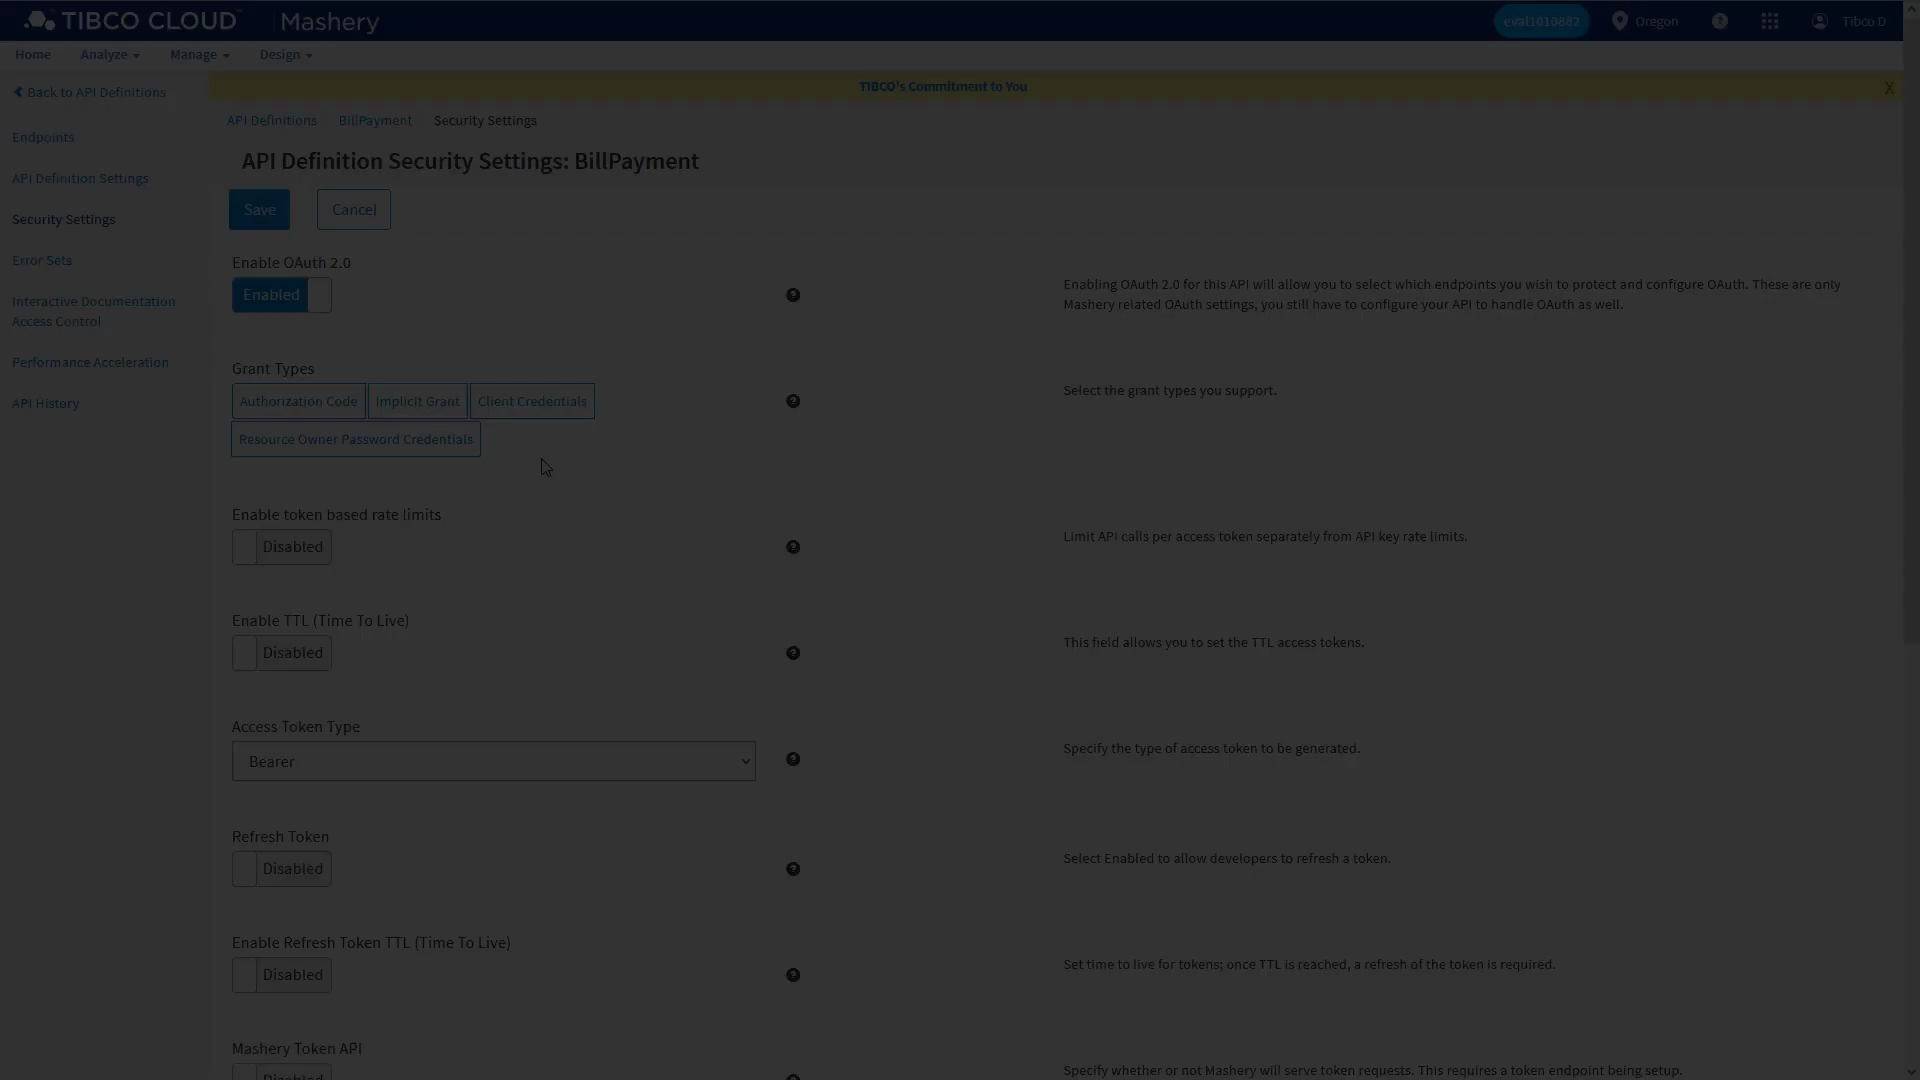 TIBCO CLOUD™ Mashery
eval1010882 Oregon Tibco D
Home Analyze Manage Design
Back to API Definitions
TIBCO's Commitment to You
X
API Definitions BillPayment Security Settings
Endpoints
API Definition Security Settings: BillPayment
API Definition Settings
Save Cancel
Security Settings
Error Sets
Enable OAuth 2.0
Enabled
Enabling OAuth 2.0 for this API will allow you to select which endpoints you wish to protect and configure OAuth. These are only
Mashery related OAuth settings, you still have to configure your API to handle OAuth as well.
Interactive Documentation
Access Control
Performance Acceleration
API History
Grant Types
Authorization Code Implicit Grant Client Credentials
Resource Owner Password Credentials
Select the grant types you support.
Enable token based rate limits
Disabled
Limit API calls per access token separately from API key rate limits.
Enable TTL (Time To Live)
Disabled
This field allows you to set the TTL access tokens.
Access Token Type
Bearer
Specify the type of access token to be generated.
Refresh Token
Disabled
Select Enabled to allow developers to refresh a token.
Enable Refresh Token TTL (Time To Live)
Disabled
Set time to live for tokens; once TTL is reached, a refresh of the token is required.
Mashery Token API
Disabled
Specify whether or not Mashery will serve token requests. This requires a token endpoint being setup.